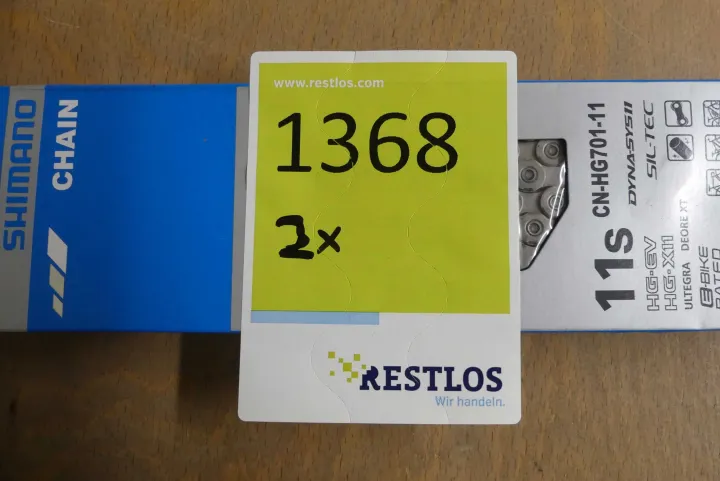 SHIMANO
CHAIN
www.restlos.com
1368
2x
RESTLOS
Wir handeln.
11s
CN-HG701-11
DYNA-SYS11
SIL-TEC
HG-EV
HG-X11
ULTEGRA DEORE XT
E-BIKE
RATED